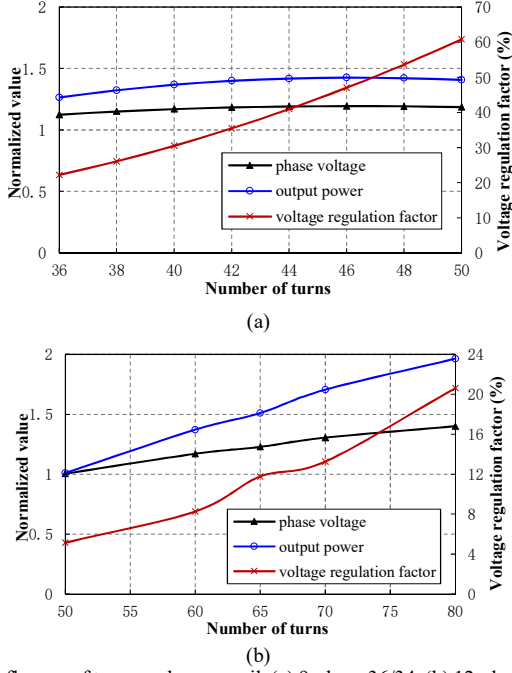 (a)
2
1.5
1
0.5
0
Normalized value
70
60
50
40
30
20
10
0
Voltage regulation factor (%)
phase voltage
output power
voltage regulation factor
36 38 40 42 44 46 48 50
Number of turns
(a)
2
1.5
1
0.5
0
Normalized value
24
20
16
12
8
4
0
Voltage regulation factor (%)
phase voltage
output power
voltage regulation factor
50 55 60 65 70 75 80
Number of turns
(b)